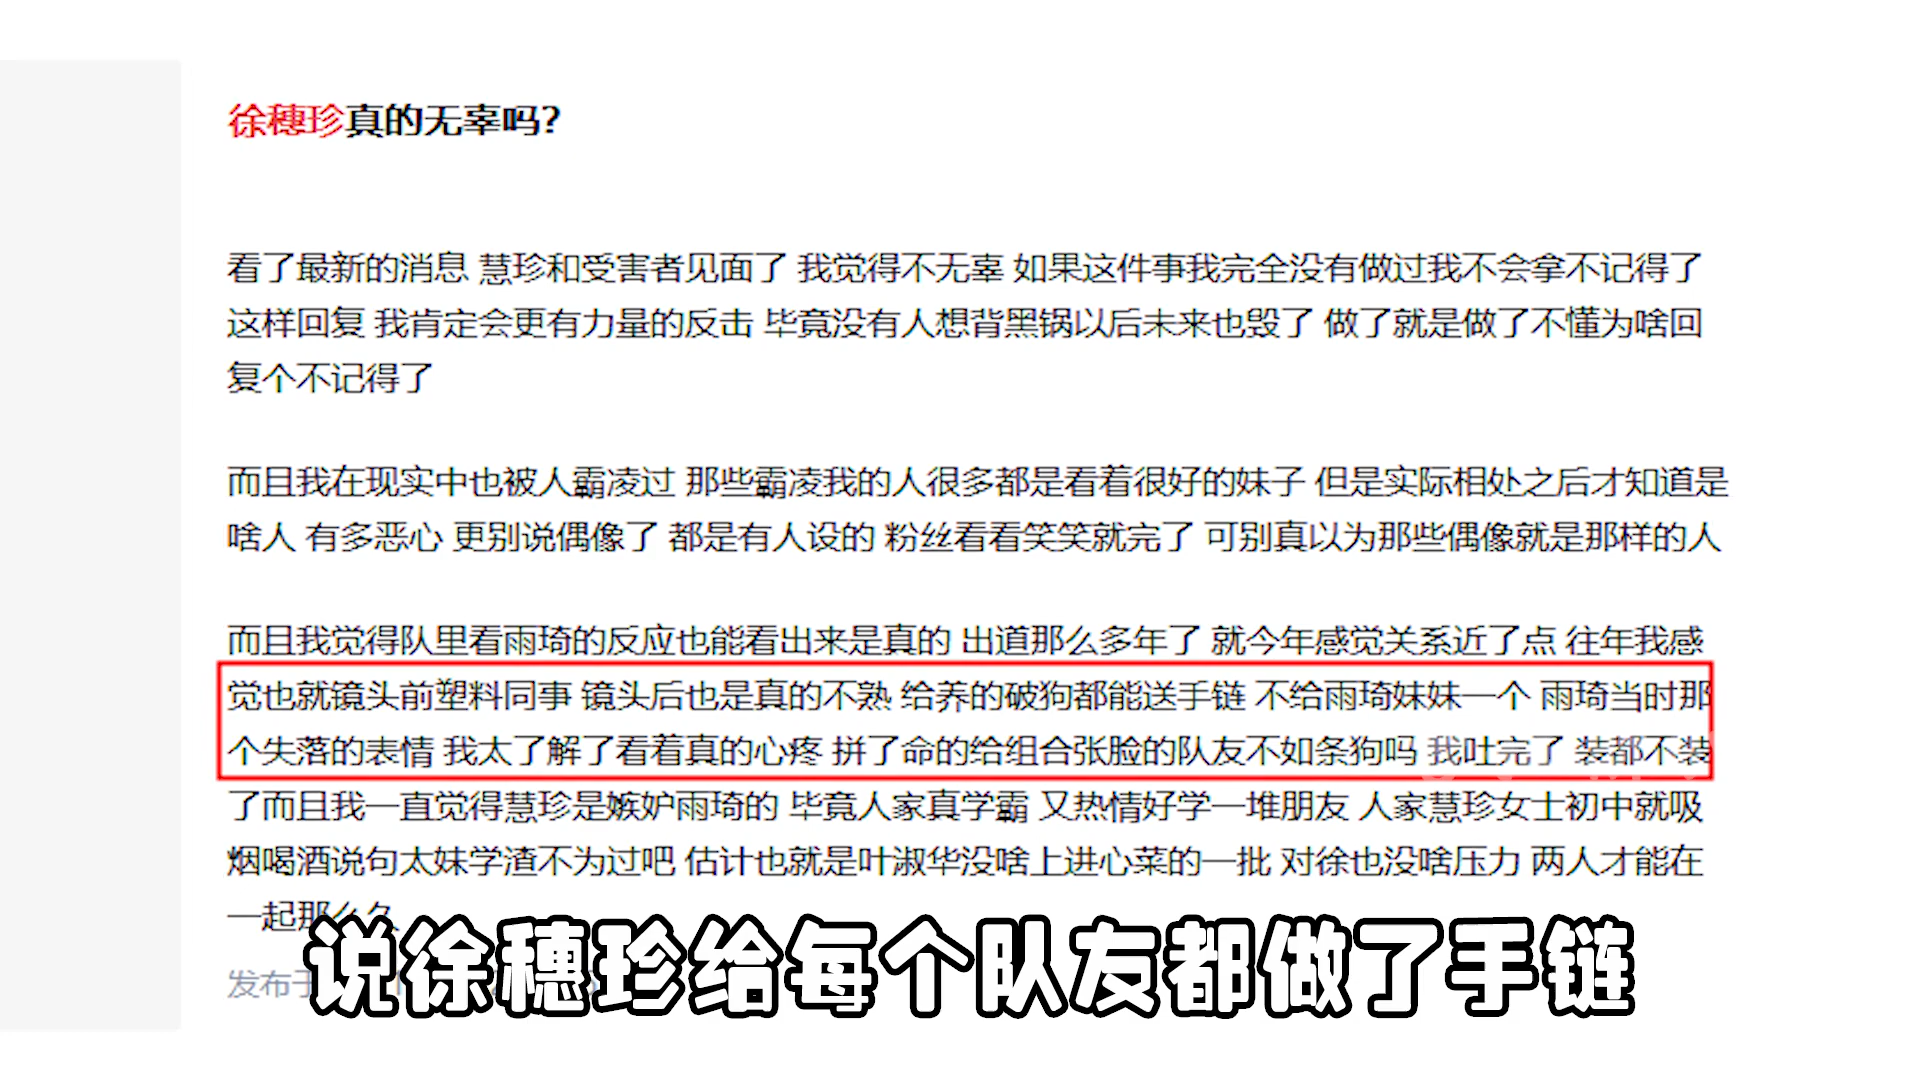 徐穗珍真的无辜吗?
看了最新的消息 慧珍和受害者见面了 我觉得不无辜 如果这件事我完全没有做过我不会拿不记得了
这样回复 我肯定会更有力量的反击 毕竟没有人想背黑锅以后未来也毁了 做了就是做了不懂为啥回
复个不记得了
而且我在现实中也被人霸凌过 那些霸凌我的人很多都是看着很好的妹子 但是实际相处之后才知道是
啥人 有多恶心 更别说偶像了 都是有人设的 粉丝看看笑笑就完了 可别真以为那些偶像就是那样的人
而且我觉得队里看雨琦的反应也能看出来是真的 出道那么多年了 就今年感觉关系近了点 往年我感
觉也就镜头前塑料同事 镜头后也是真的不熟 给养的破狗都能送手链 不给雨琦妹妹一个 雨琦当时那
个失落的表情 我太了解了看着真的心疼 拼了命的给组合张脸的队友不如条狗吗 我吐完了 装都不装
了而且我一直觉得慧珍是嫉妒雨琦的 毕竟人家真学霸 又热情好学一堆朋友 人家慧珍女士初中就吸
烟喝酒说句太妹学渣不为过吧 估计也就是叶淑华没啥上进心菜的一批 对徐也没啥压力 两人才能在
一起那么久
发布于
说徐穗珍给每个队友都做了手链